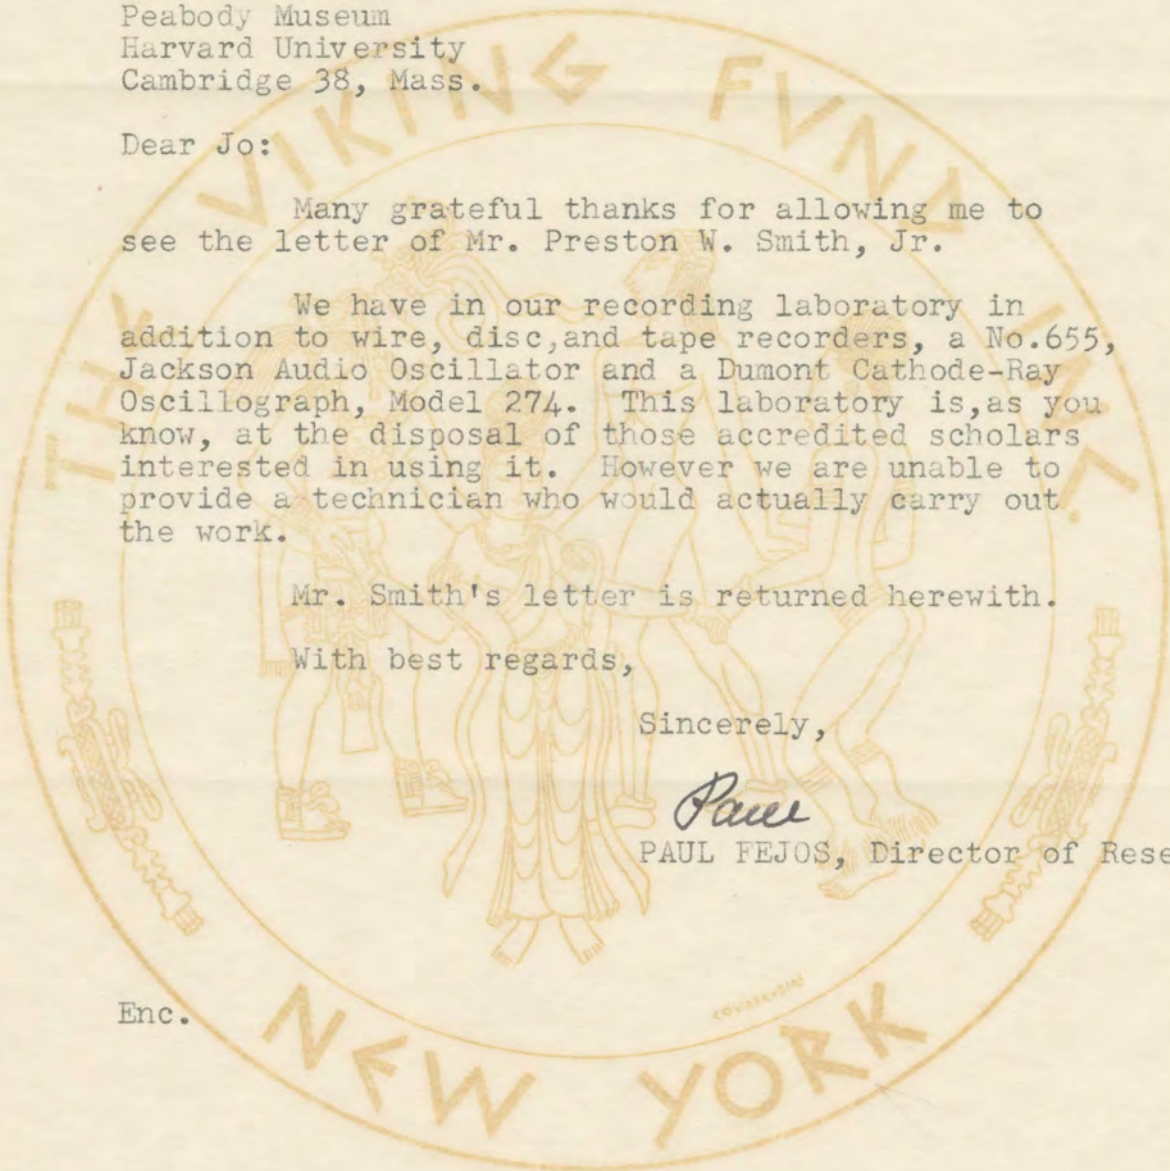 Peabody Museum
Harvard University
Cambridge 38, Mass.
Dear Jo:
Many grateful thanks for allowing me to
see the letter of Mr. Preston W. Smith, Jr.
We have in our recording laboratory in
addition to wire, disc,and tape recorders, a No.655,
Jackson Audio Oscillator and a Dumont Cathode-Ray
Oscillograph, Model 274. This laboratory is,as you
know, at the disposal of those accredited scholars
interested in using it. However we are unable to
provide a technician who would actually carry out
the work.
Mr. Smith's letter is returned herewith.
With best regards,
Sincerely,
Paul
PAUL FEJOS, Director of Rese
Enc.
THE VIKING FVND INC.
NEW YORK